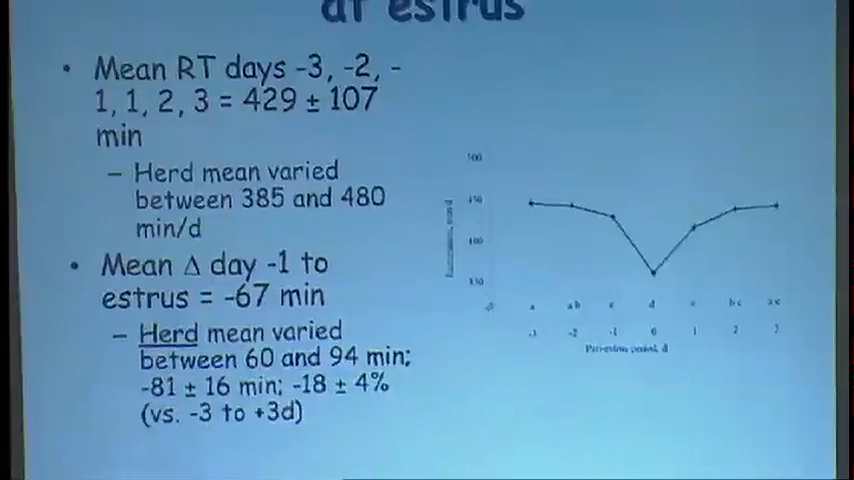 at estrus
• Mean RT days -3, -2, -
1, 1, 2, 3 = 429 ± 107
min
– Herd mean varied
between 385 and 480
min/d
• Mean Δ day -1 to
estrus = -67 min
– Herd mean varied
between 60 and 94 min;
-81 ± 16 min; -18 ± 4%
(vs. -3 to +3d)
500
450
400
350
a ab c d e bc ac
-3 -2 -1 0 1 2 3
Peri-estrus period, d